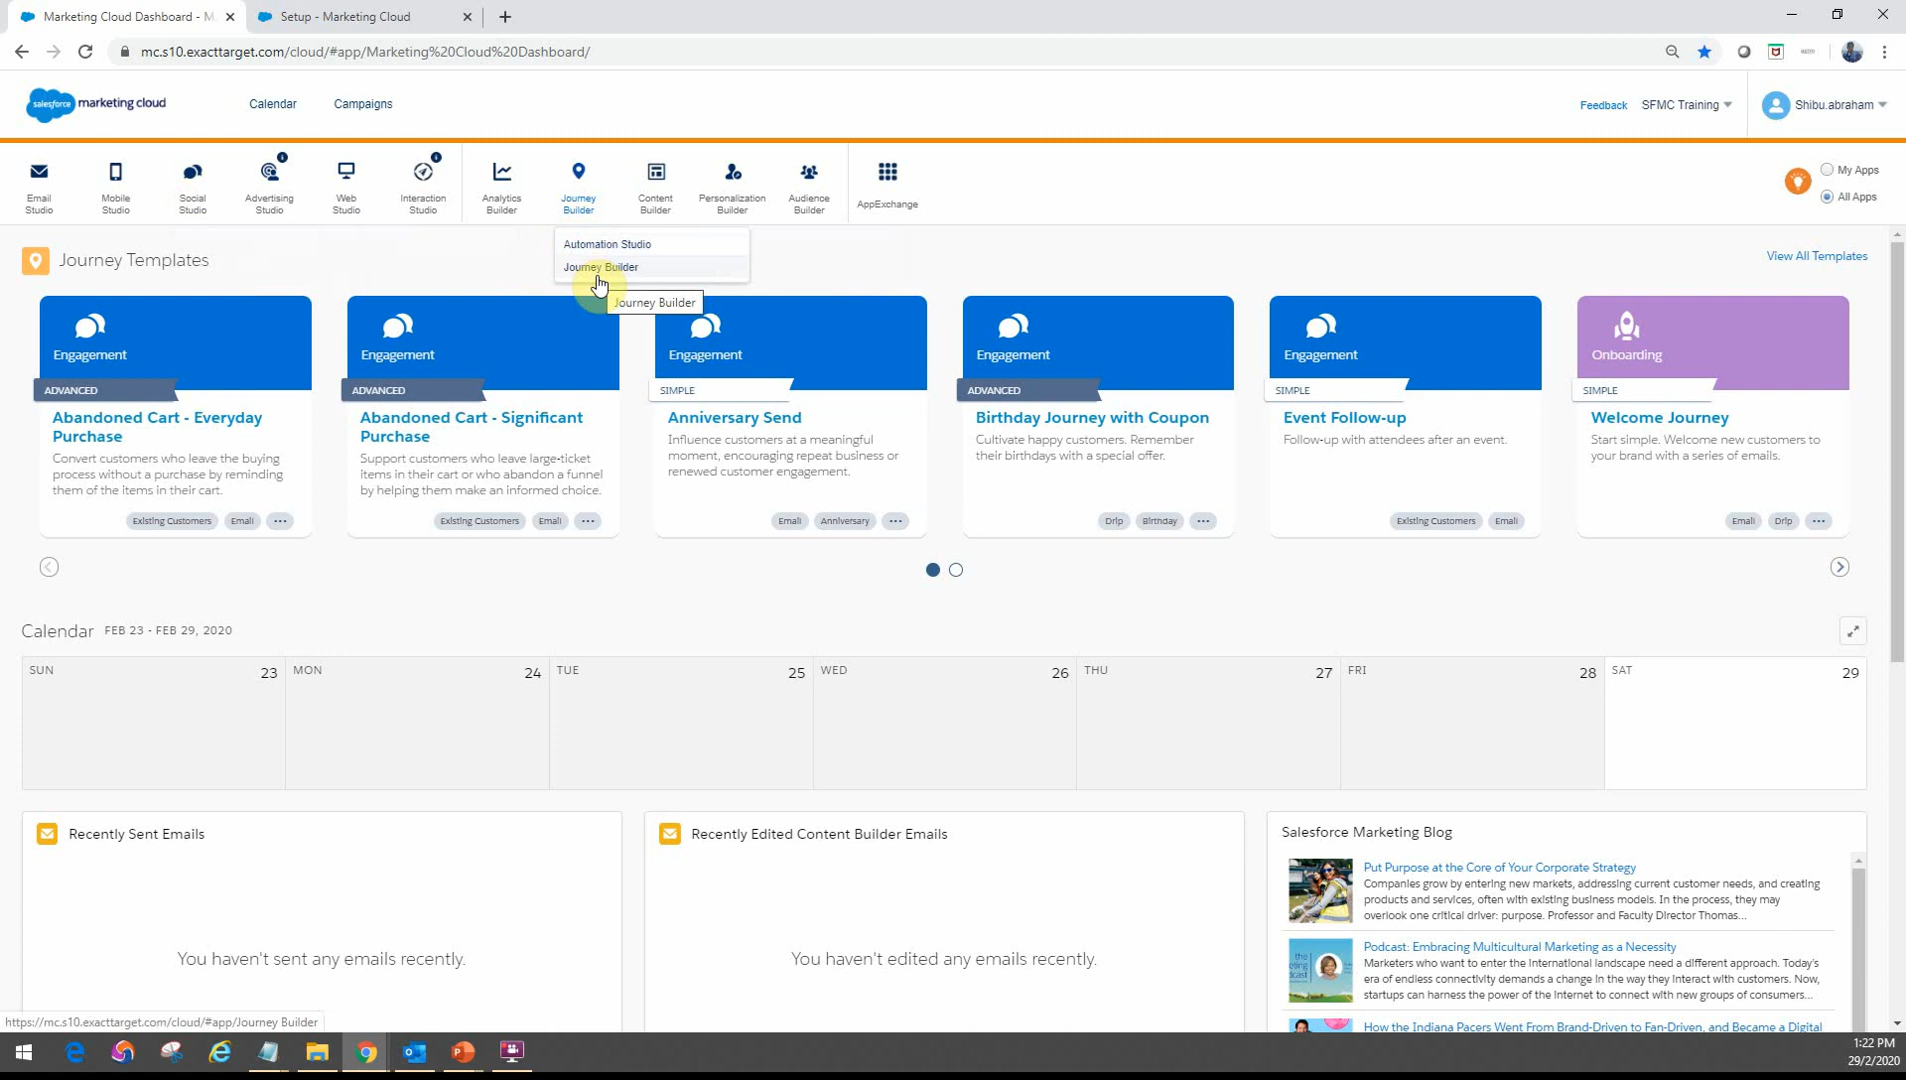 Marketing Cloud Dashboard - M
Setup - Marketing Cloud
mc.s10.exacttarget.com/cloud/#app/Marketing%20Cloud%20Dashboard/
salesforce marketing cloud
Calendar
Campaigns
Feedback
SFMC Training
Shibu.abraham
Email Studio
Mobile Studio
Social Studio
Advertising Studio
Web Studio
Interaction Studio
Analytics Builder
Journey Builder
Content Builder
Personalization Builder
Audience Builder
AppExchange
My Apps
All Apps
Automation Studio
Journey Builder
Journey Builder
Journey Templates
View All Templates
Engagement
ADVANCED
Abandoned Cart - Everyday
Purchase
Convert customers who leave the buying
process without a purchase by reminding
them of the items in their cart.
Existing Customers
Email
Engagement
ADVANCED
Abandoned Cart - Significant
Purchase
Support customers who leave large-ticket
items in their cart or who abandon a funnel
by helping them make an informed choice.
Existing Customers
Email
Engagement
SIMPLE
Anniversary Send
Influence customers at a meaningful
moment, encouraging repeat business or
renewed customer engagement.
Email
Anniversary
Engagement
ADVANCED
Birthday Journey with Coupon
Cultivate happy customers. Remember
their birthdays with a special offer.
Drip
Birthday
Engagement
SIMPLE
Event Follow-up
Follow-up with attendees after an event.
Existing Customers
Email
Onboarding
SIMPLE
Welcome Journey
Start simple. Welcome new customers to
your brand with a series of emails.
Email
Drip
Calendar FEB 23 - FEB 29, 2020
SUN 23
MON 24
TUE 25
WED 26
THU 27
FRI 28
SAT 29
Recently Sent Emails
You haven't sent any emails recently.
Recently Edited Content Builder Emails
You haven't edited any emails recently.
Salesforce Marketing Blog
Put Purpose at the Core of Your Corporate Strategy
Companies grow by entering new markets, addressing current customer needs, and creating
products and services, often with existing business models. In the process, they may
overlook one critical driver: purpose. Professor and Faculty Director Thomas...
Podcast: Embracing Multicultural Marketing as a Necessity
Marketers who want to enter the international landscape need a different approach. Today's
era of endless connectivity demands a change in the way they interact with customers. Now,
startups can harness the power of the Internet to connect with new groups of consumers...
How the Indiana Pacers Went From Brand-Driven to Fan-Driven, and Became a Digital
https://mc.s10.exacttarget.com/cloud/#app/Journey Builder
1:22 PM
29/2/2020